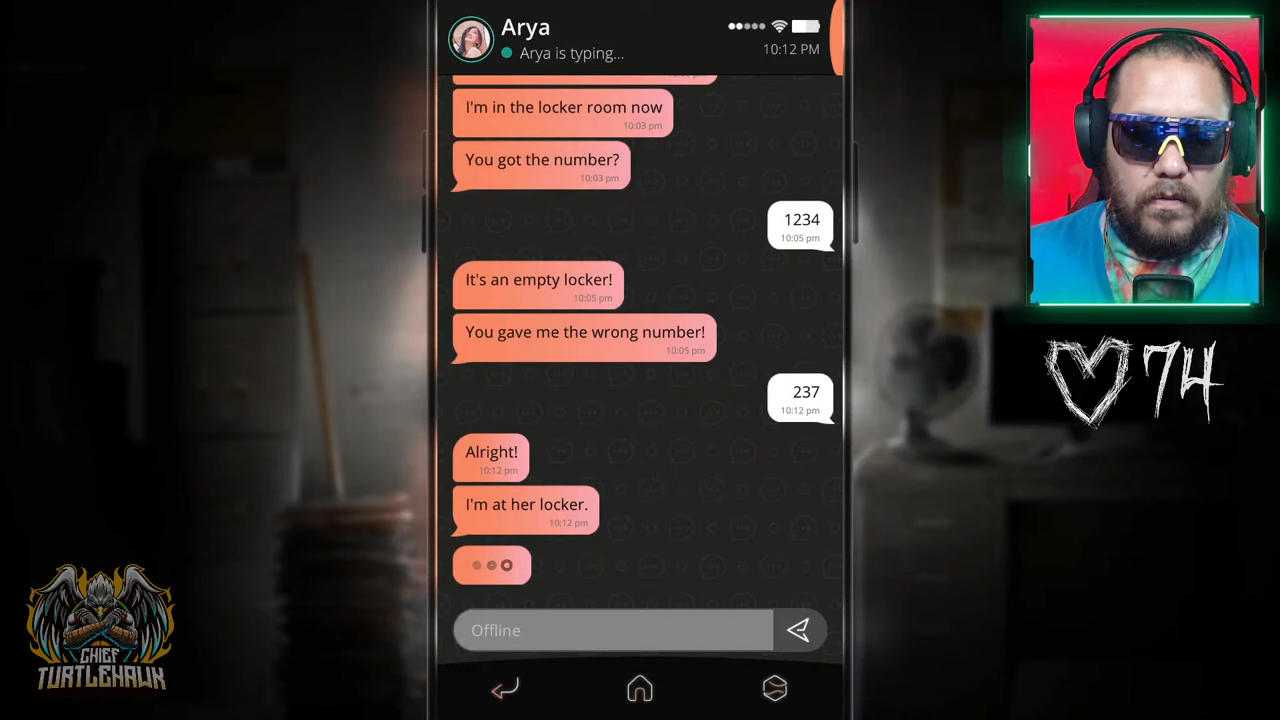 Arya
Arya is typing...
10:12 PM
I'm in the locker room now
10:03 pm
You got the number?
10:03 pm
1234
10:05 pm
It's an empty locker!
10:05 pm
You gave me the wrong number!
10:05 pm
237
10:12 pm
Alright!
10:12 pm
I'm at her locker.
10:12 pm
Offline
74
CHIEF
TURTLEHAWK